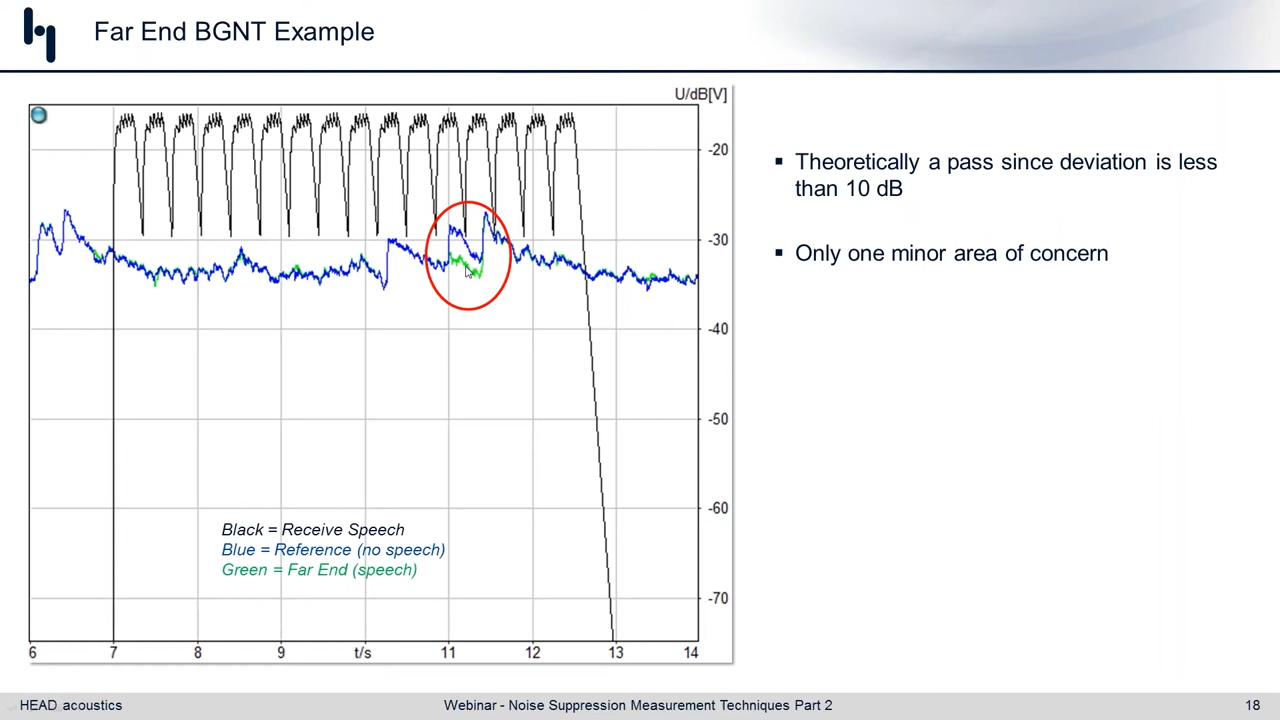 Far End BGNT Example
U/dB[V]
-20
-30
-40
-50
-60
-70
Black = Receive Speech
Blue = Reference (no speech)
Green = Far End (speech)
6 7 8 9 t/s 11 12 13 14
▪ Theoretically a pass since deviation is less
than 10 dB
▪ Only one minor area of concern
HEAD acoustics
Webinar - Noise Suppression Measurement Techniques Part 2
18